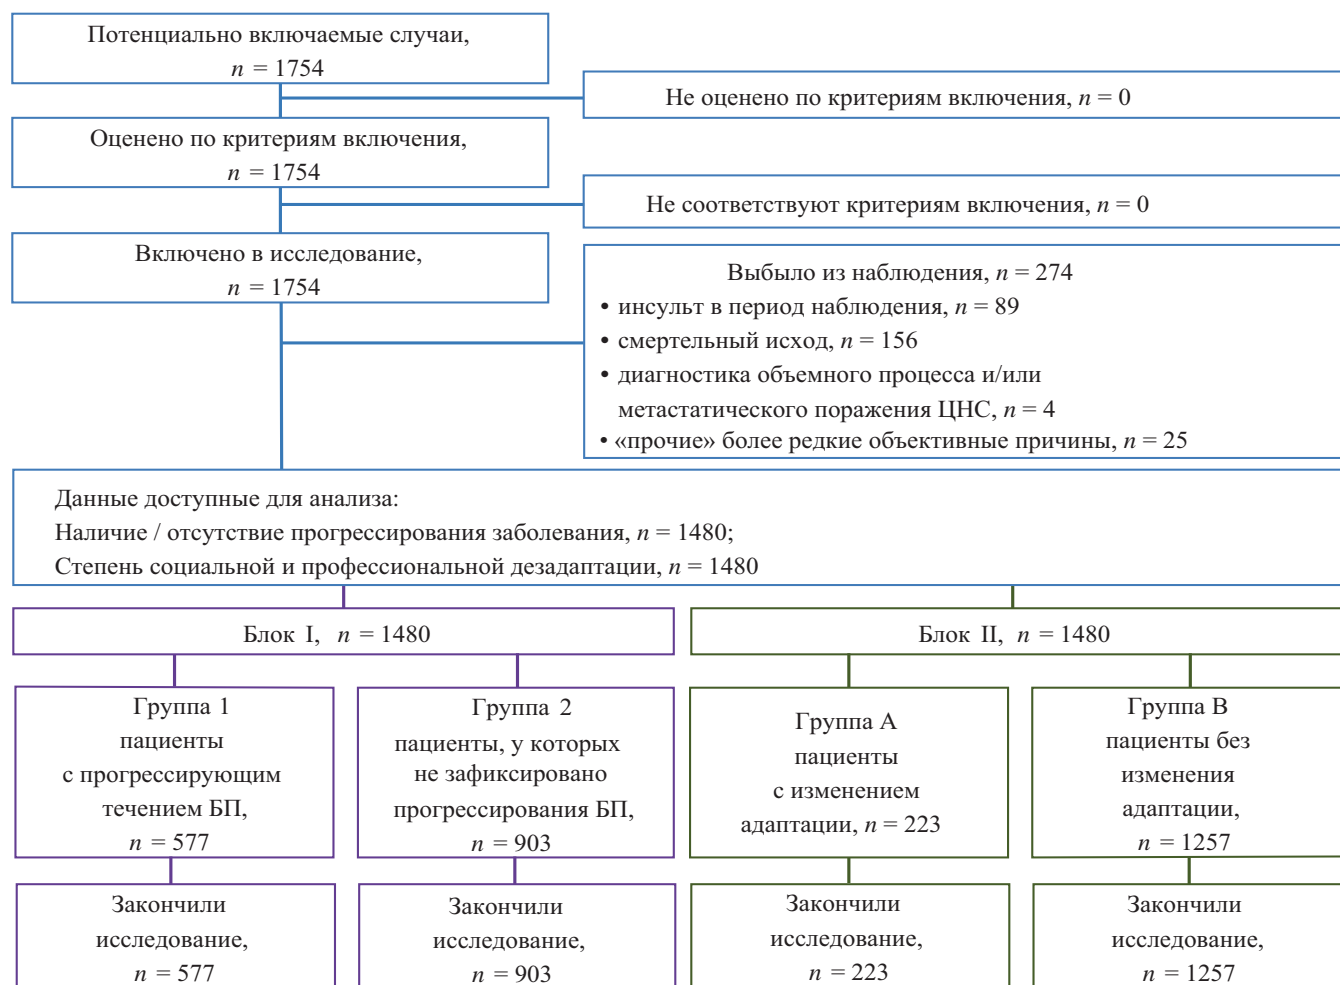 Потенциально включаемые случаи,
n = 1754
Не оценено по критериям включения, n = 0
Оценено по критериям включения,
n = 1754
Не соответствуют критериям включения, n = 0
Включено в исследование,
n = 1754
Выбыло из наблюдения, n = 274
• инсульт в период наблюдения, n = 89
• смертельный исход, n = 156
• диагностика объемного процесса и/или
метастатического поражения ЦНС, n = 4
• «прочие» более редкие объективные причины, n = 25
Данные доступные для анализа:
Наличие / отсутствие прогрессирования заболевания, n = 1480;
Степень социальной и профессиональной дезадаптации, n = 1480
Блок I, n = 1480
Блок II, n = 1480
Группа 1
пациенты
с прогрессирующим
течением БП,
n = 577
Группа 2
пациенты, у которых
не зафиксировано
прогрессирования БП,
n = 903
Группа А
пациенты
с изменением
адаптации, n = 223
Группа В
пациенты без
изменения
адаптации,
n = 1257
Закончили
исследование,
n = 577
Закончили
исследование,
n = 903
Закончили
исследование,
n = 223
Закончили
исследование,
n = 1257